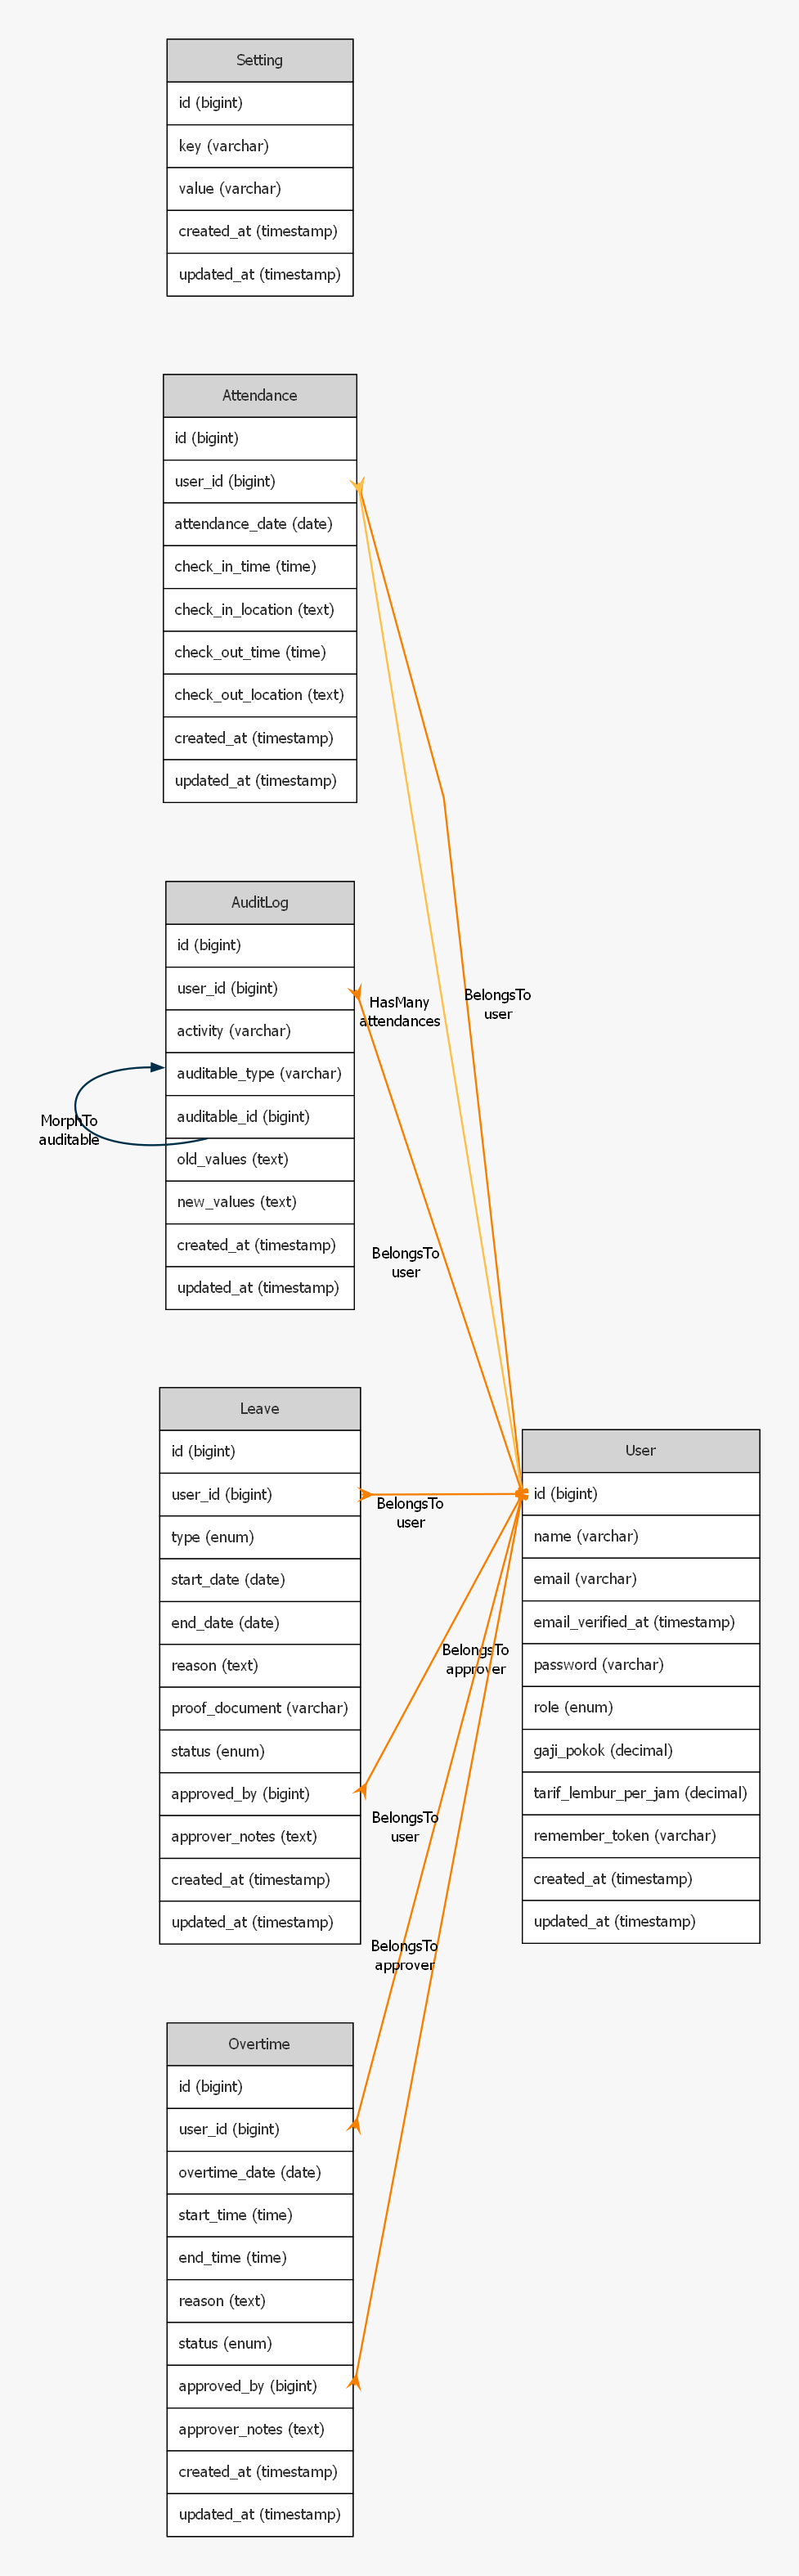 Setting
id (bigint)
key (varchar)
value (varchar)
created_at (timestamp)
updated_at (timestamp)
Attendance
id (bigint)
user_id (bigint)
attendance_date (date)
check_in_time (time)
check_in_location (text)
check_out_time (time)
check_out_location (text)
created_at (timestamp)
updated_at (timestamp)
AuditLog
id (bigint)
user_id (bigint)
activity (varchar)
auditable_type (varchar)
auditable_id (bigint)
old_values (text)
new_values (text)
created_at (timestamp)
updated_at (timestamp)
MorphTo
auditable
HasMany
attendances
BelongsTo
user
BelongsTo
user
Leave
id (bigint)
user_id (bigint)
type (enum)
start_date (date)
end_date (date)
reason (text)
proof_document (varchar)
status (enum)
approved_by (bigint)
approver_notes (text)
created_at (timestamp)
updated_at (timestamp)
BelongsTo
user
BelongsTo
approver
BelongsTo
user
BelongsTo
approver
User
id (bigint)
name (varchar)
email (varchar)
email_verified_at (timestamp)
password (varchar)
role (enum)
gaji_pokok (decimal)
tarif_lembur_per_jam (decimal)
remember_token (varchar)
created_at (timestamp)
updated_at (timestamp)
Overtime
id (bigint)
user_id (bigint)
overtime_date (date)
start_time (time)
end_time (time)
reason (text)
status (enum)
approved_by (bigint)
approver_notes (text)
created_at (timestamp)
updated_at (timestamp)